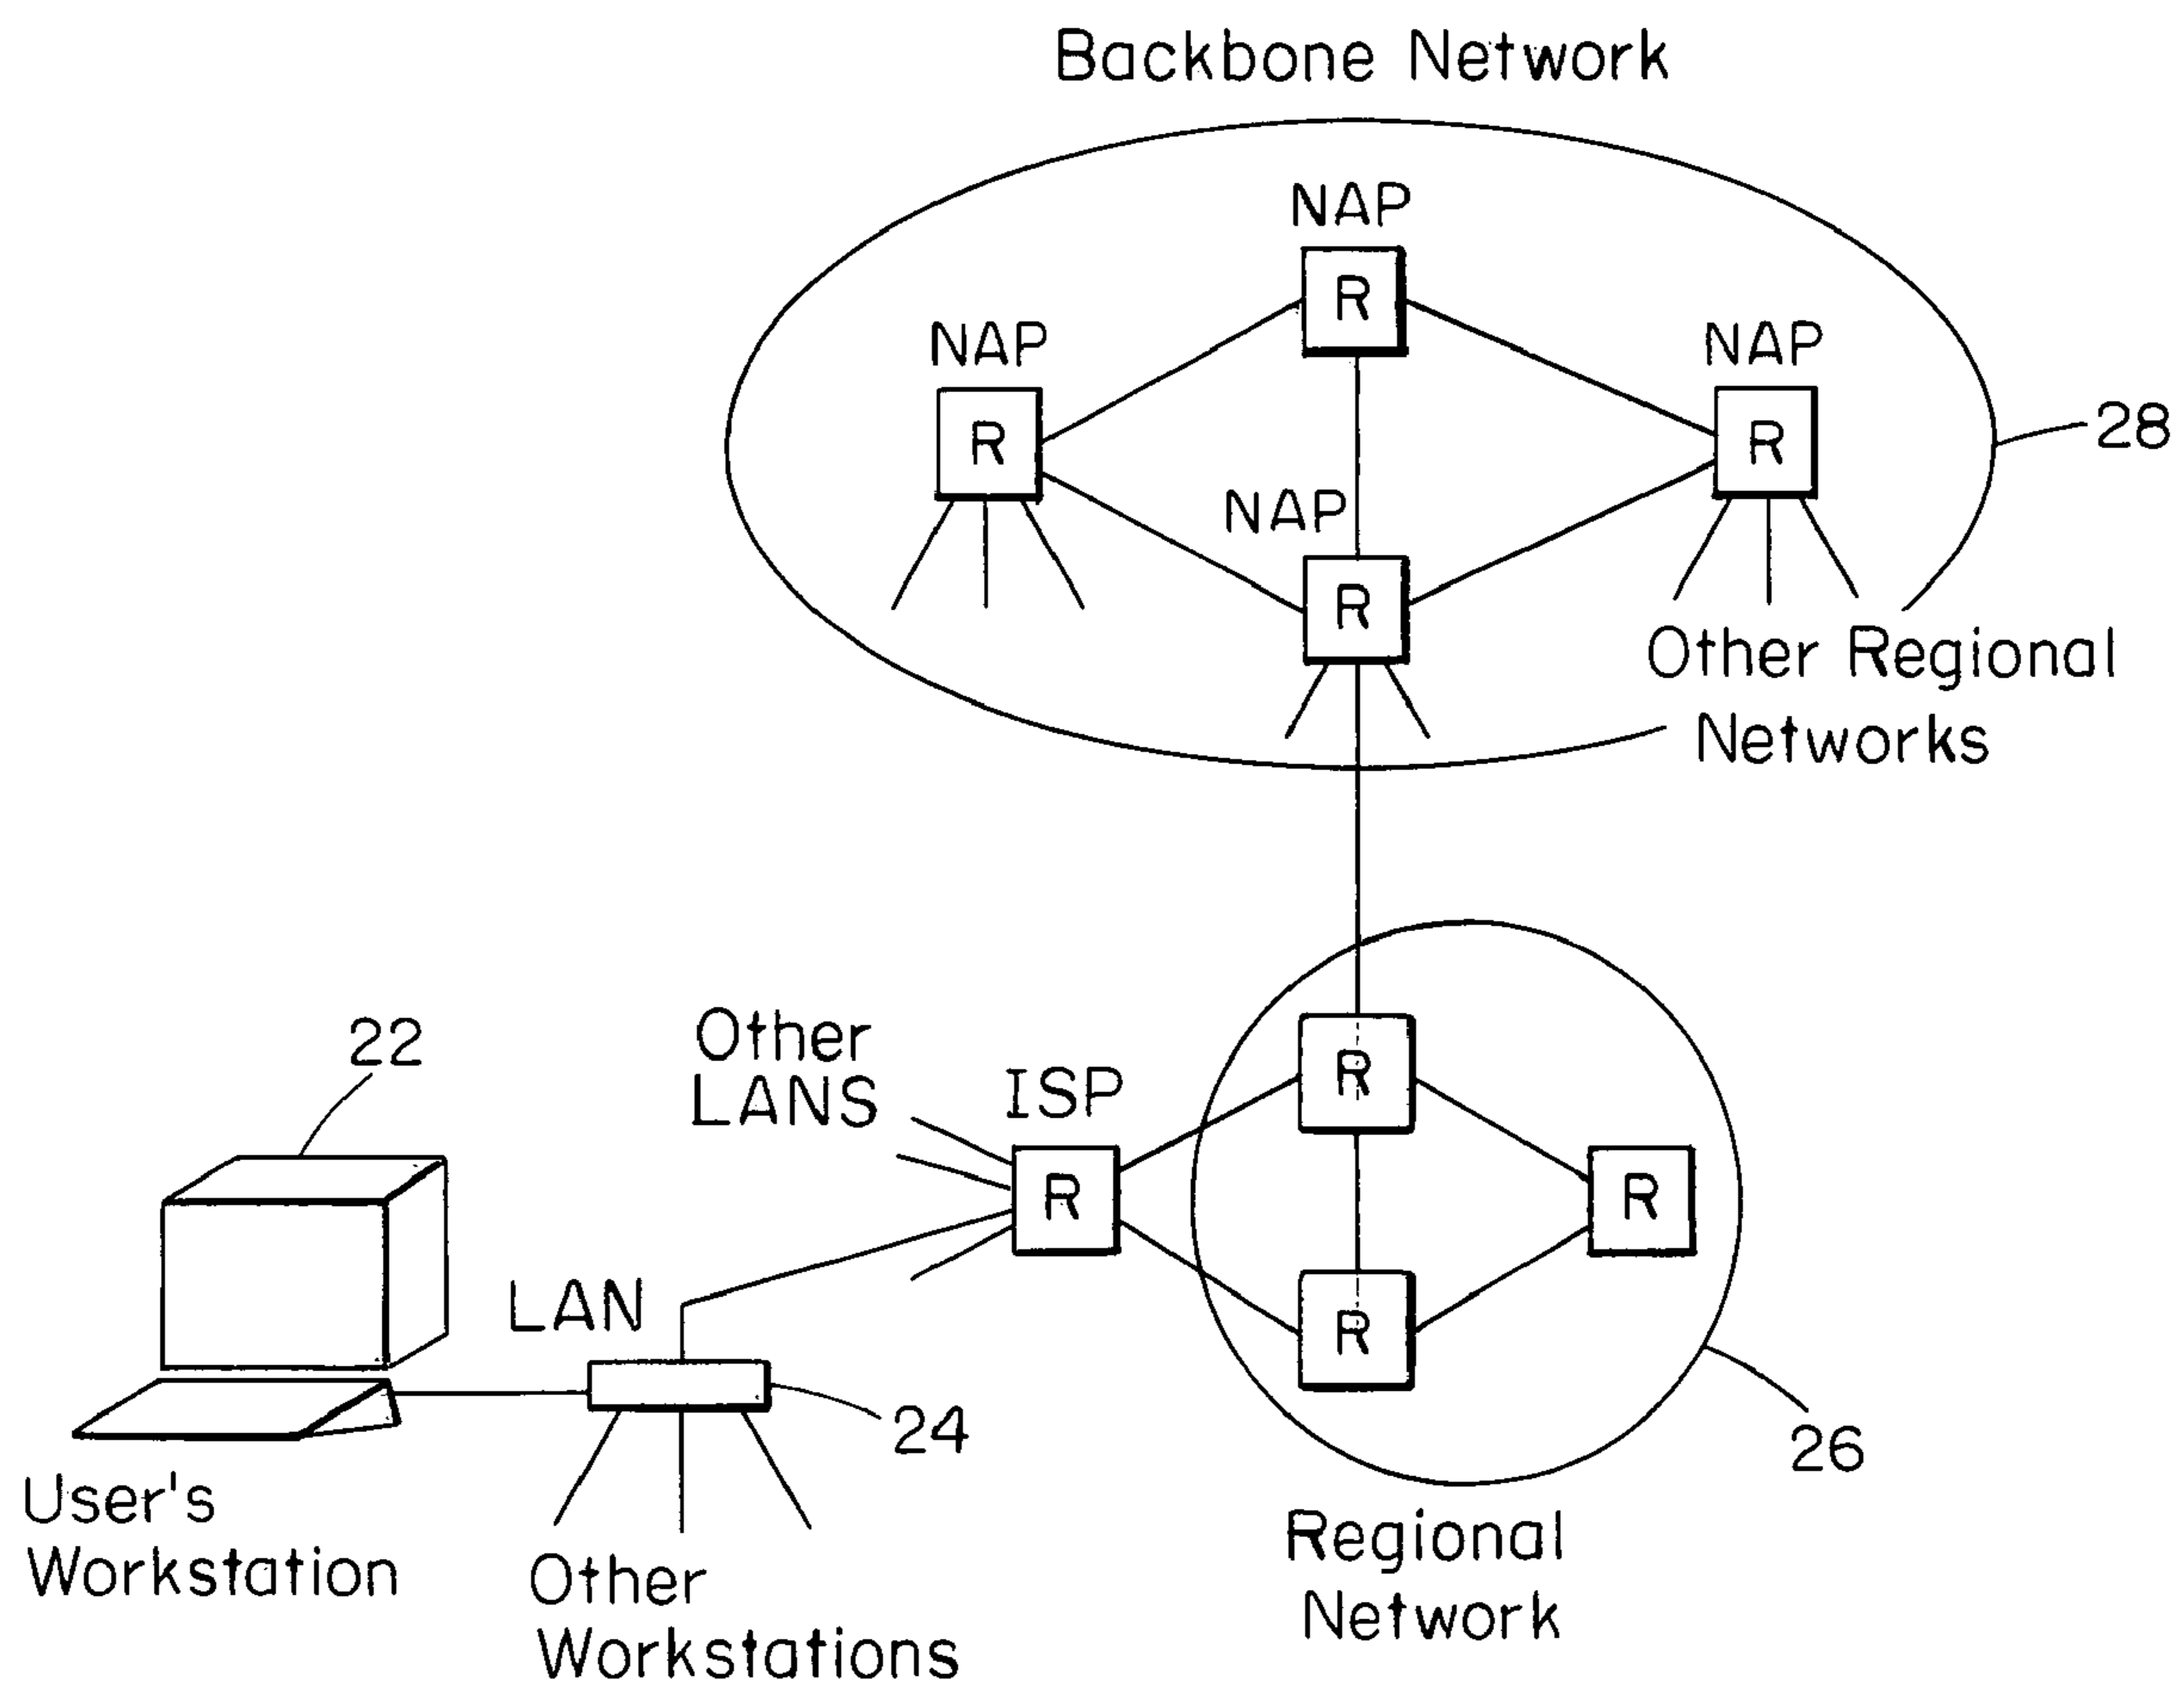 Backbone Network
NAP
R
NAP
NAP
R
R
28
NAP
R
Other Regional
Networks
22
Other
LANS
ISP
R
R
R
LAN
R
24
26
User's
Workstation
Other
Workstations
Regional
Network